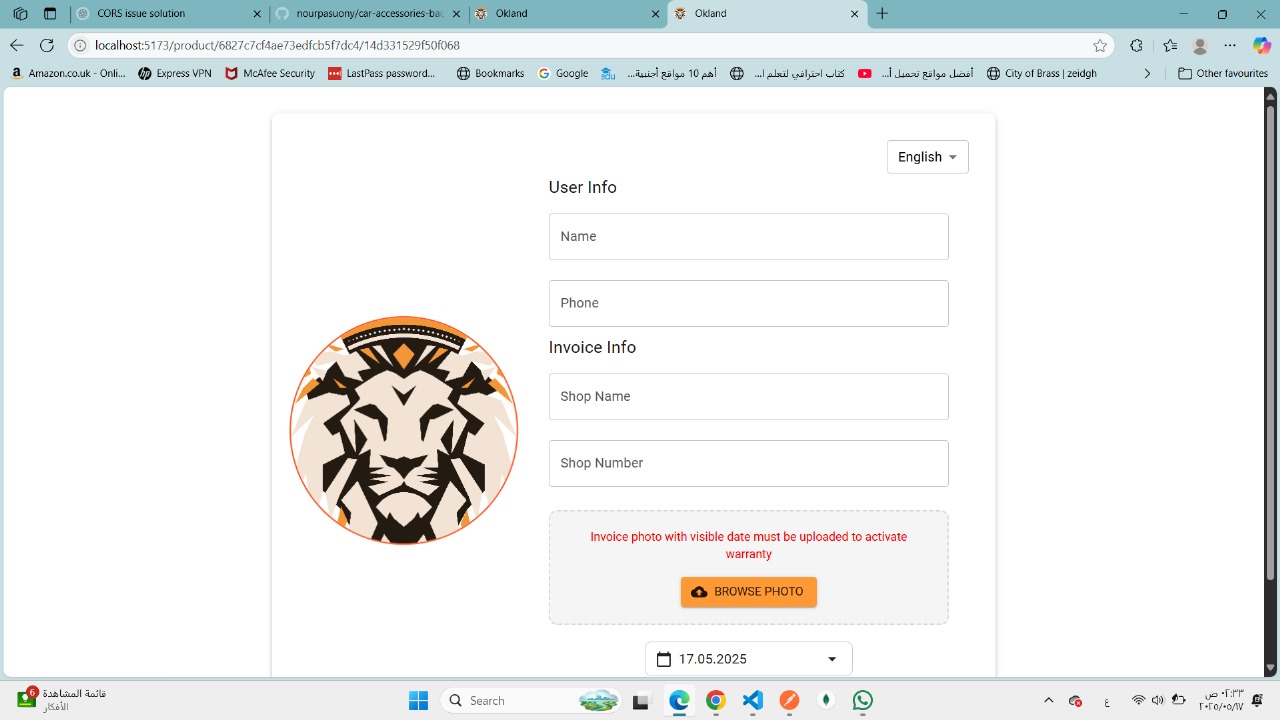 CORS issue solution
nourpasuony/car-accessories-bac
Okland
Okland
localhost:5173/product/6827c7cf4ae73edfcb5f7dc4/14d331529f50f068
Amazon.co.uk - Onli...
Express VPN
McAfee Security
LastPass password...
Bookmarks
Google
أهم 10 مواقع أجنبية...
كتاب احترافي لتعلم ا...
أفضل مواقع تحميل أ...
City of Brass | zeidgh
Other favourites
English
User Info
Name
Phone
Invoice Info
Shop Name
Shop Number
Invoice photo with visible date must be uploaded to activate
warranty
BROWSE PHOTO
17.05.2025
6
قائمة المشاهدة
الأفكار
Search
ع
٠٦:٣٣ ص
٢٠٢٥/٠٥/١٧